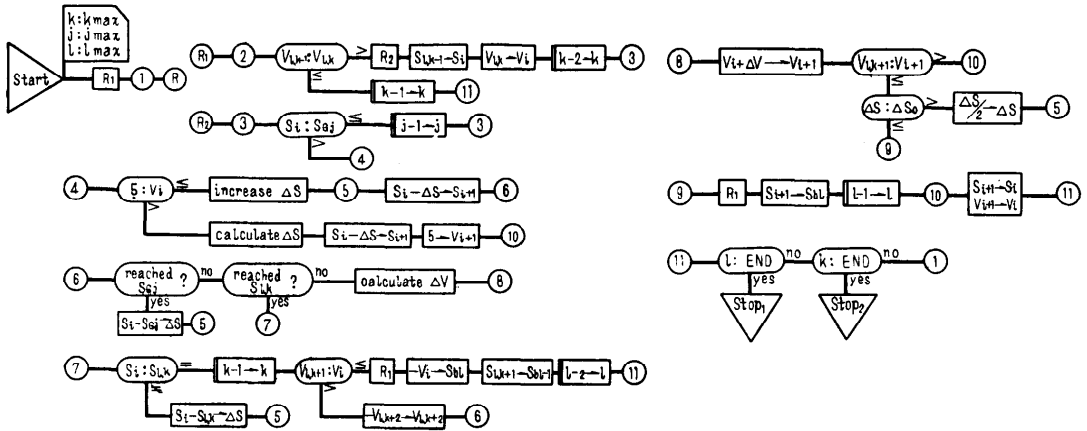 k:kmax
j:jmax
l:lmax
Start
R₁ 1 R
R₁ 2 Vl,k-1:Vl,k > R₂ Sl,k-1→Si Vl,k→Vi k-2→k 3
≤
k-1→k 11
R₂ 3 Si:Saj ≤ j-1→j 3
>
4
4 5:Vi ≤ increase ΔS 5 Si-ΔS→Si+1 6
>
calculate ΔS Si-ΔS→Si+1 5→Vi+1 10
6 reached Saj ? no reached Sl,k ? no calculate ΔV 8
yes yes
Si-Saj→ΔS 5 7
7 Si:Sl,k = k-1→k Vl,k+1:Vi ≤ R₁ -Vi→Sbl Sl,k+1→Sbl-1 l-2→l 11
≠ >
Si-Sl,k→ΔS 5 -Vl,k+2→Vl,k+2 6
8 Vi+ΔV→Vi+1 Vl,k+1:Vi+1 > 10
≤
ΔS:ΔS₀ > ΔS/2→ΔS 5
≤
9
9 R₁ Si+1→Sbl l-1→l 10 Si+1→Si 11
Vi+1→Vi
11 l: END no k: END no 1
yes yes
Stop₁ Stop₂